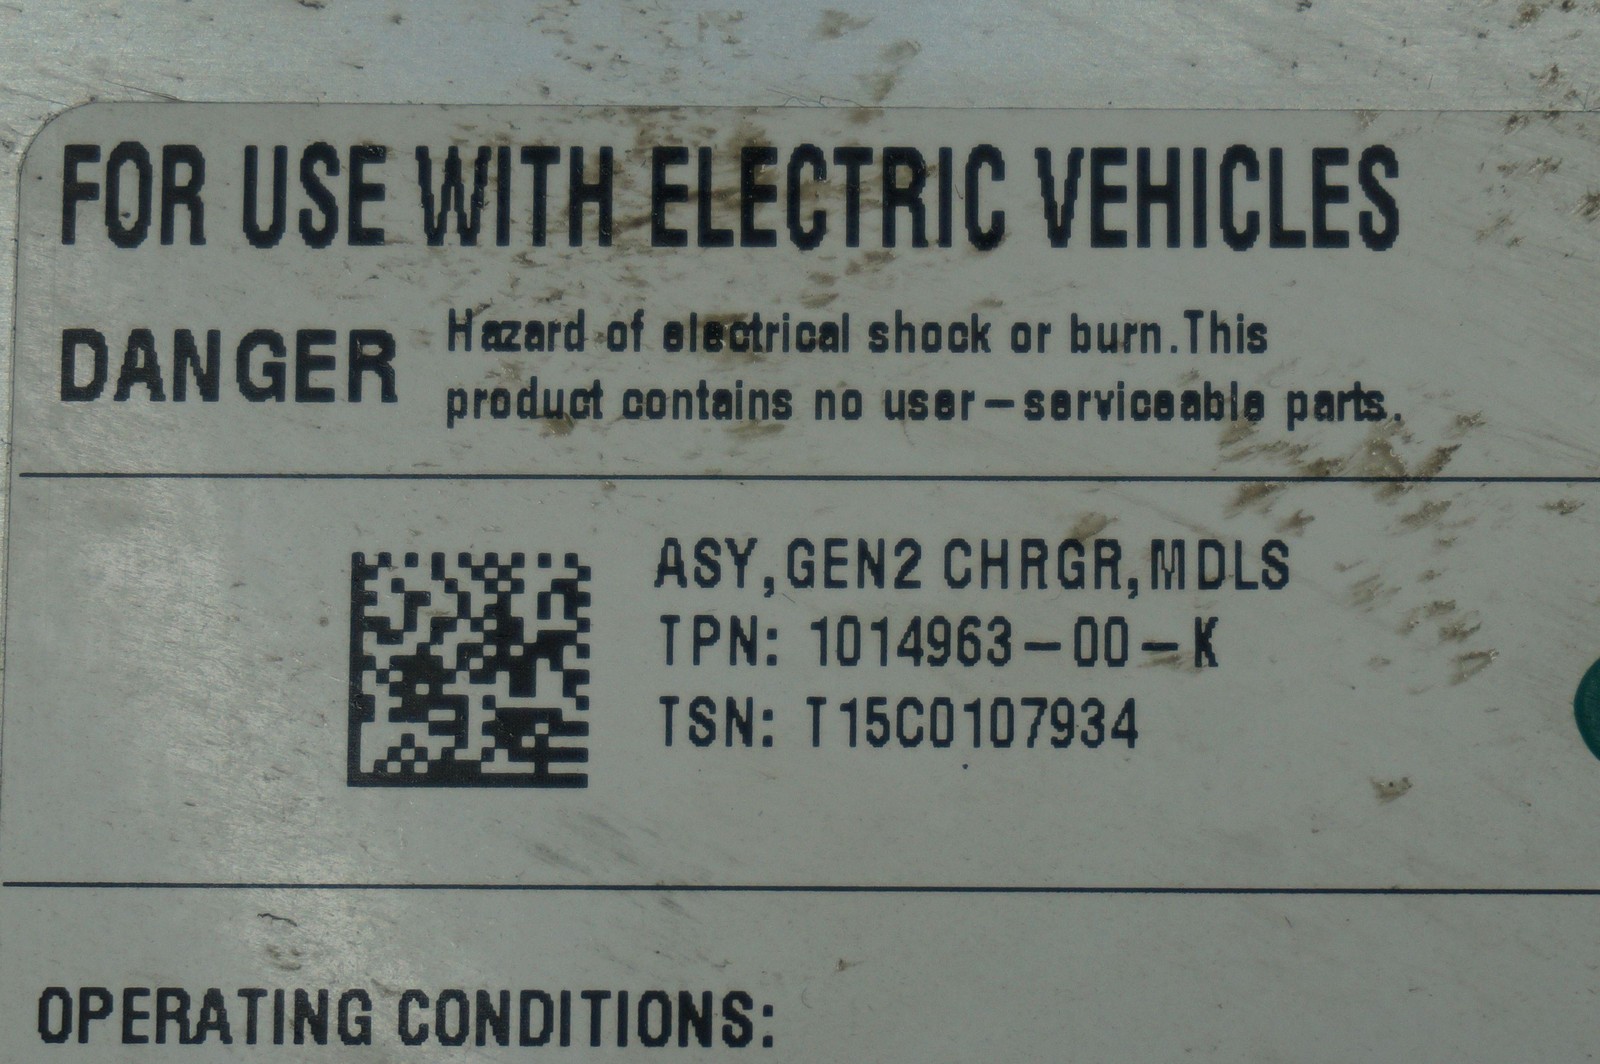 FOR USE WITH ELECTRIC VEHICLES
DANGER
Hazard of electrical shock or burn.This
product contains no user-serviceable parts.
ASY,GEN2 CHRGR,MDLS
TPN: 1014963-00-K
TSN: T15C0107934
OPERATING CONDITIONS: